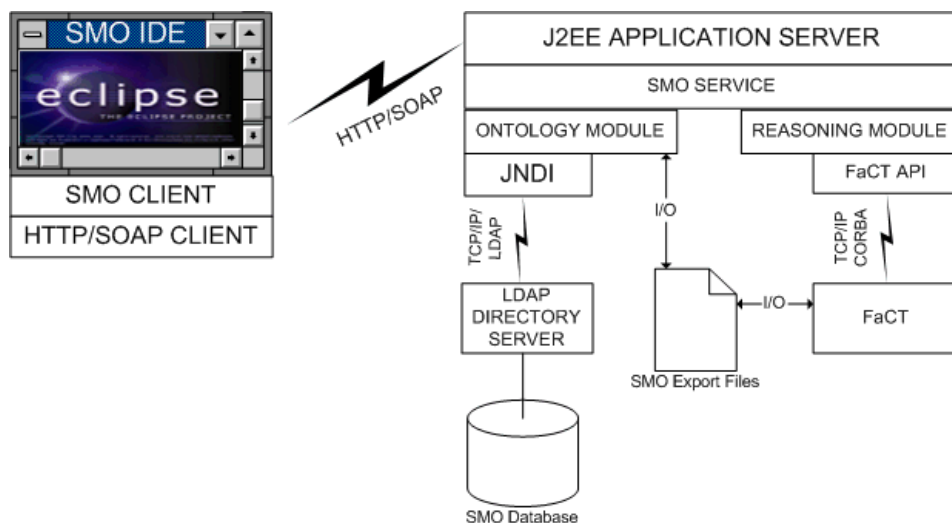 SMO IDE
eclipse
THE ECLIPSE PROJECT
SMO CLIENT
HTTP/SOAP CLIENT
HTTP/SOAP
J2EE APPLICATION SERVER
SMO SERVICE
ONTOLOGY MODULE
REASONING MODULE
JNDI
FaCT API
TCP/IP/
LDAP
I/O
TCP/IP
CORBA
LDAP
DIRECTORY
SERVER
I/O
FaCT
SMO Export Files
SMO Database